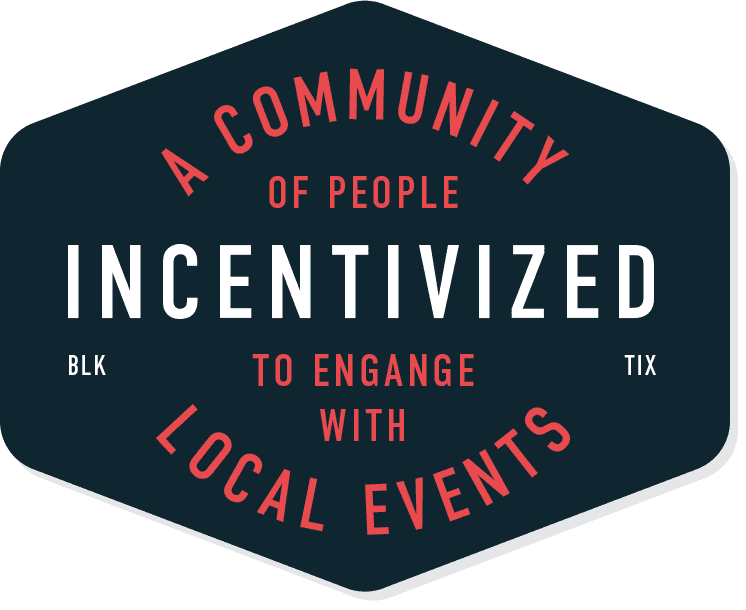 A COMMUNITY
OF PEOPLE
INCENTIVIZED
BLK
TO ENGANGE
TIX
WITH
LOCAL EVENTS